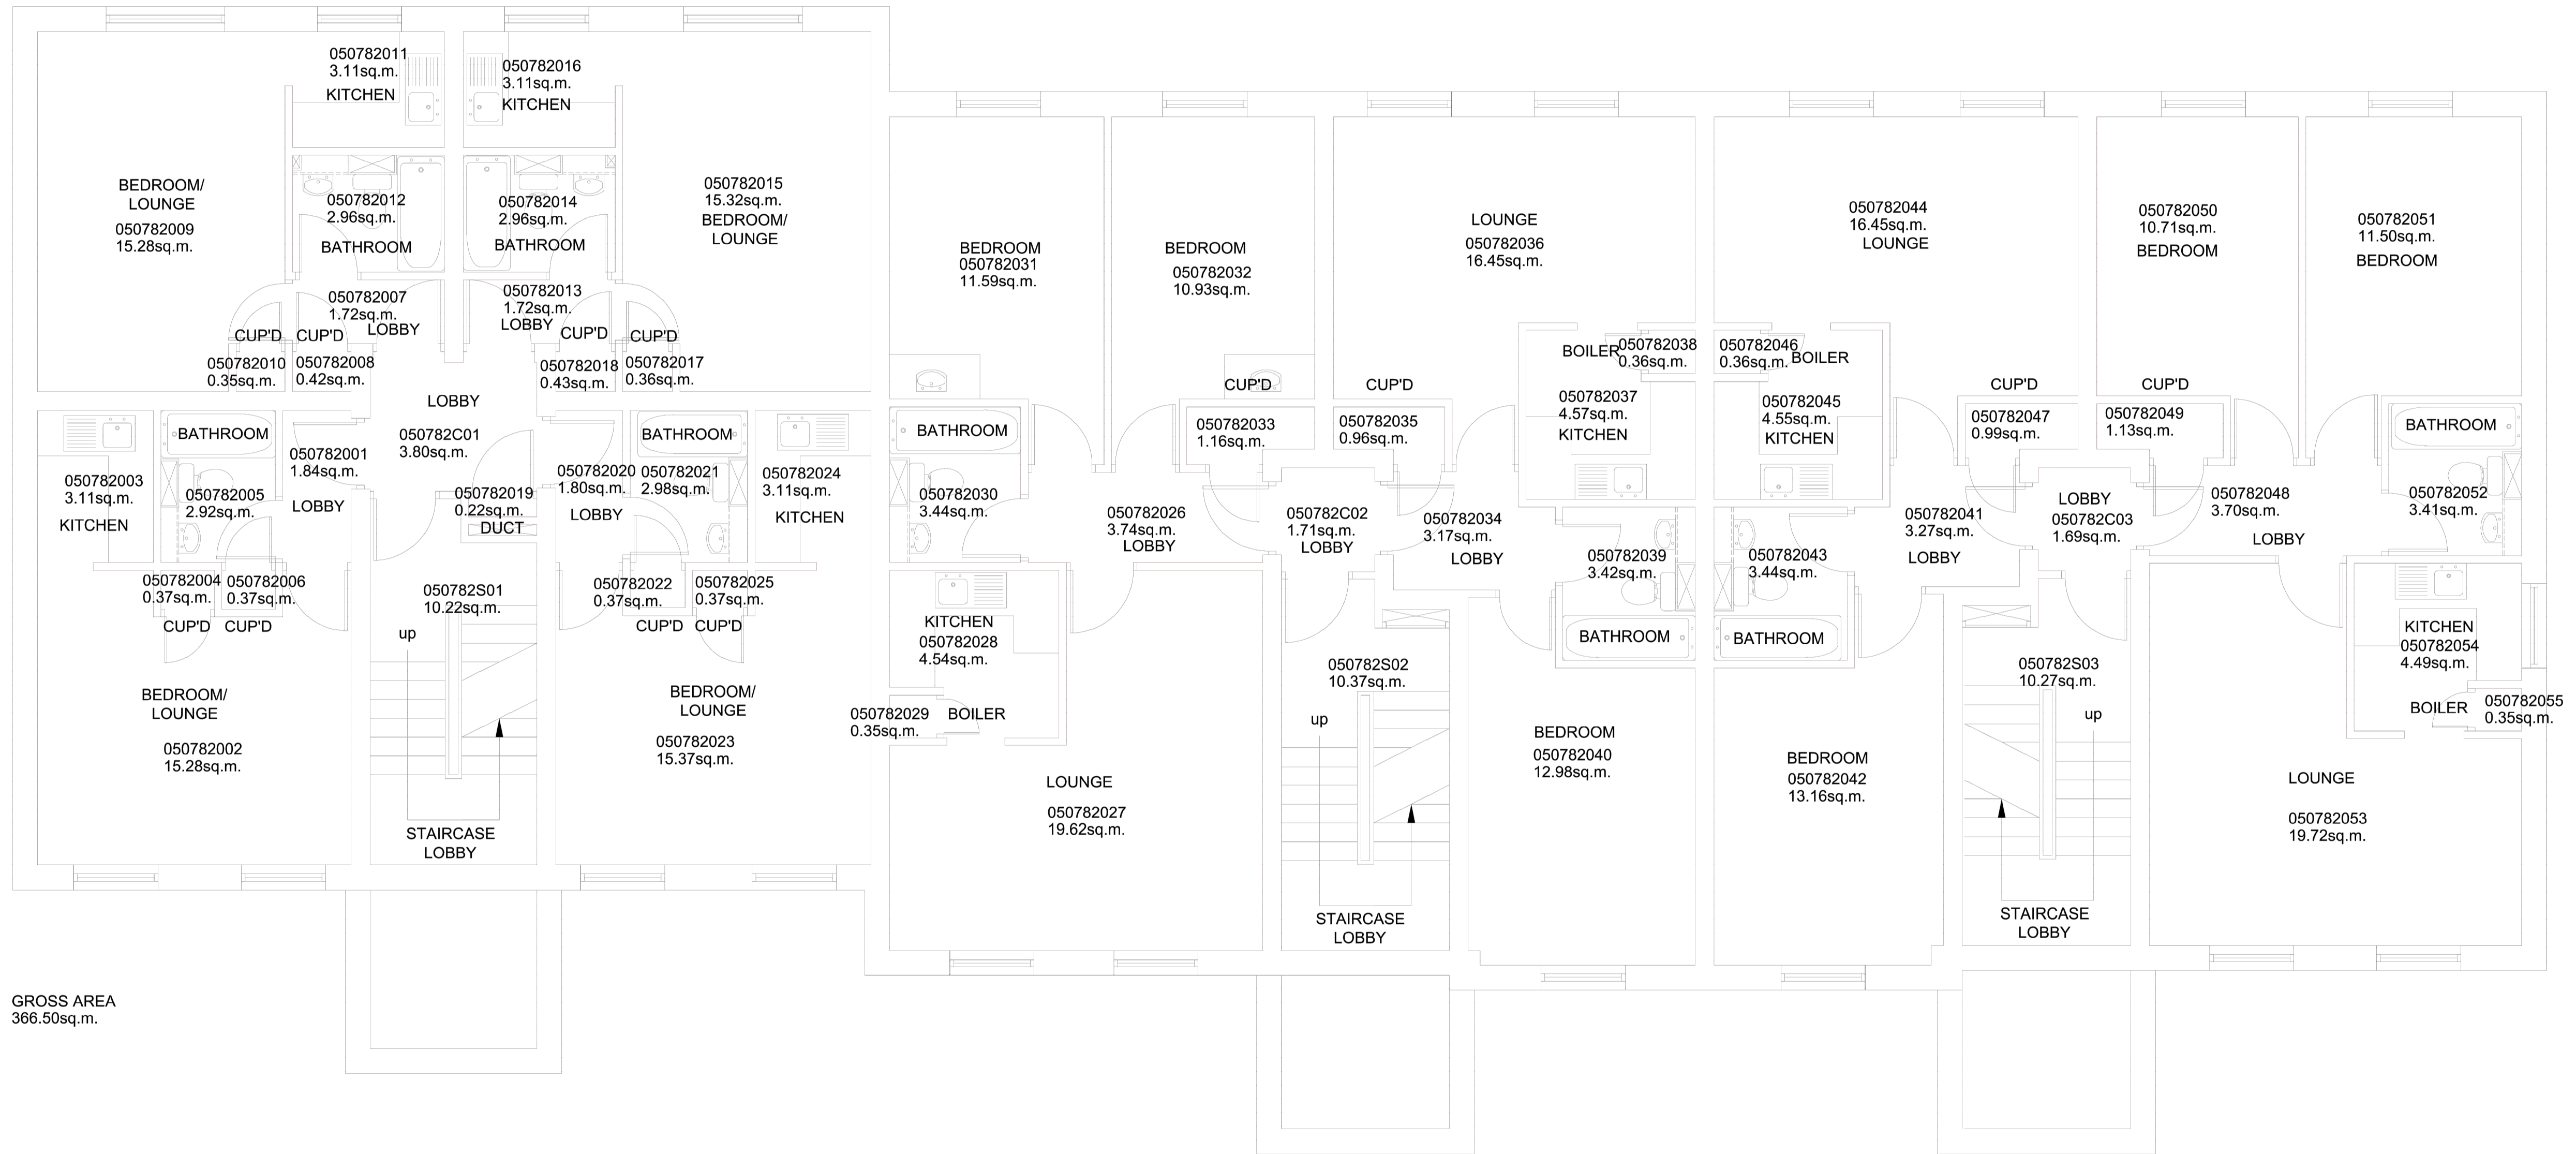 050782011
3.11sq.m.
KITCHEN
050782016
3.11sq.m.
KITCHEN
BEDROOM/
LOUNGE
050782009
15.28sq.m.
050782012
2.96sq.m.
BATHROOM
050782014
2.96sq.m.
BATHROOM
050782015
15.32sq.m.
BEDROOM/
LOUNGE
050782007
1.72sq.m.
LOBBY
050782013
1.72sq.m.
LOBBY
CUP'D
CUP'D
CUP'D
CUP'D
050782010
0.35sq.m.
050782008
0.42sq.m.
050782018
0.43sq.m.
050782017
0.36sq.m.
LOBBY
050782C01
3.80sq.m.
BATHROOM
050782003
3.11sq.m.
KITCHEN
050782005
2.92sq.m.
050782001
1.84sq.m.
LOBBY
050782019
0.22sq.m.
DUCT
050782020
1.80sq.m.
LOBBY
BATHROOM
050782021
2.98sq.m.
050782024
3.11sq.m.
KITCHEN
050782004
0.37sq.m.
CUP'D
050782006
0.37sq.m.
CUP'D
050782S01
10.22sq.m.
up
050782022
0.37sq.m.
CUP'D
050782025
0.37sq.m.
CUP'D
BEDROOM/
LOUNGE
050782002
15.28sq.m.
BEDROOM/
LOUNGE
050782023
15.37sq.m.
STAIRCASE
LOBBY
BEDROOM
050782031
11.59sq.m.
BEDROOM
050782032
10.93sq.m.
LOUNGE
050782036
16.45sq.m.
050782044
16.45sq.m.
LOUNGE
050782050
10.71sq.m.
BEDROOM
050782051
11.50sq.m.
BEDROOM
BOILER
050782038
0.36sq.m.
050782046
0.36sq.m.
BOILER
CUP'D
050782033
1.16sq.m.
CUP'D
050782035
0.96sq.m.
050782037
4.57sq.m.
KITCHEN
050782045
4.55sq.m.
KITCHEN
CUP'D
050782047
0.99sq.m.
CUP'D
050782049
1.13sq.m.
BATHROOM
BATHROOM
050782030
3.44sq.m.
050782026
3.74sq.m.
LOBBY
050782C02
1.71sq.m.
LOBBY
050782034
3.17sq.m.
LOBBY
050782039
3.42sq.m.
BATHROOM
050782043
3.44sq.m.
BATHROOM
050782041
3.27sq.m.
LOBBY
LOBBY
050782C03
1.69sq.m.
050782048
3.70sq.m.
LOBBY
050782052
3.41sq.m.
KITCHEN
050782028
4.54sq.m.
050782029
0.35sq.m.
BOILER
LOUNGE
050782027
19.62sq.m.
050782S02
10.37sq.m.
up
STAIRCASE
LOBBY
BEDROOM
050782040
12.98sq.m.
BEDROOM
050782042
13.16sq.m.
050782S03
10.27sq.m.
up
STAIRCASE
LOBBY
KITCHEN
050782054
4.49sq.m.
BOILER
050782055
0.35sq.m.
LOUNGE
050782053
19.72sq.m.
GROSS AREA
366.50sq.m.